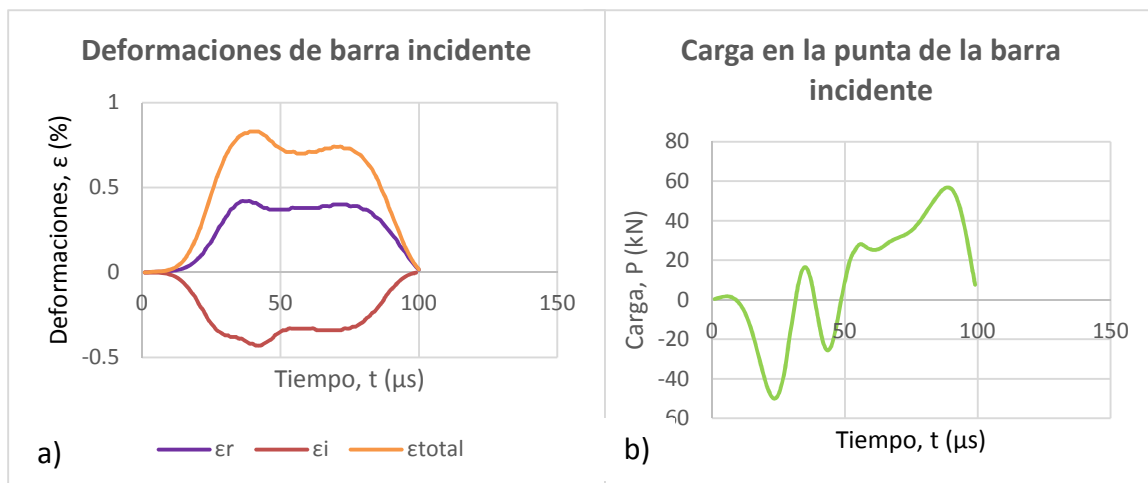 Deformaciones de barra incidente
Deformaciones, ε (%)
1
0.5
0
-0.5
0
50
100
150
Tiempo, t (μs)
εr
εi
εtotal
a)
Carga en la punta de la barra
incidente
Carga, P (kN)
80
60
40
20
0
-20
-40
60
0
50
100
150
Tiempo, t (μs)
b)